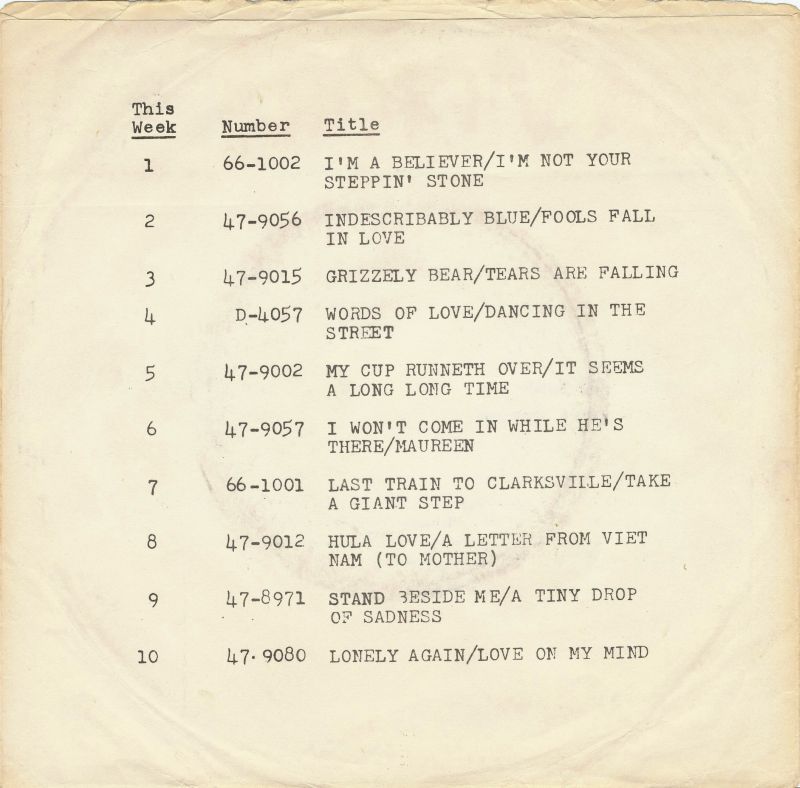 This
Week Number Title
1 66-1002 I'M A BELIEVER/I'M NOT YOUR
STEPPIN' STONE
2 47-9056 INDESCRIBABLY BLUE/FOOLS FALL
IN LOVE
3 47-9015 GRIZZELY BEAR/TEARS ARE FALLING
4 D-4057 WORDS OF LOVE/DANCING IN THE
STREET
5 47-9002 MY CUP RUNNETH OVER/IT SEEMS
A LONG LONG TIME
6 47-9057 I WON'T COME IN WHILE HE'S
THERE/MAUREEN
7 66-1001 LAST TRAIN TO CLARKSVILLE/TAKE
A GIANT STEP
8 47-9012 HULA LOVE/A LETTER FROM VIET
NAM (TO MOTHER)
9 47-8971 STAND BESIDE ME/A TINY DROP
OF SADNESS
10 47-9080 LONELY AGAIN/LOVE ON MY MIND